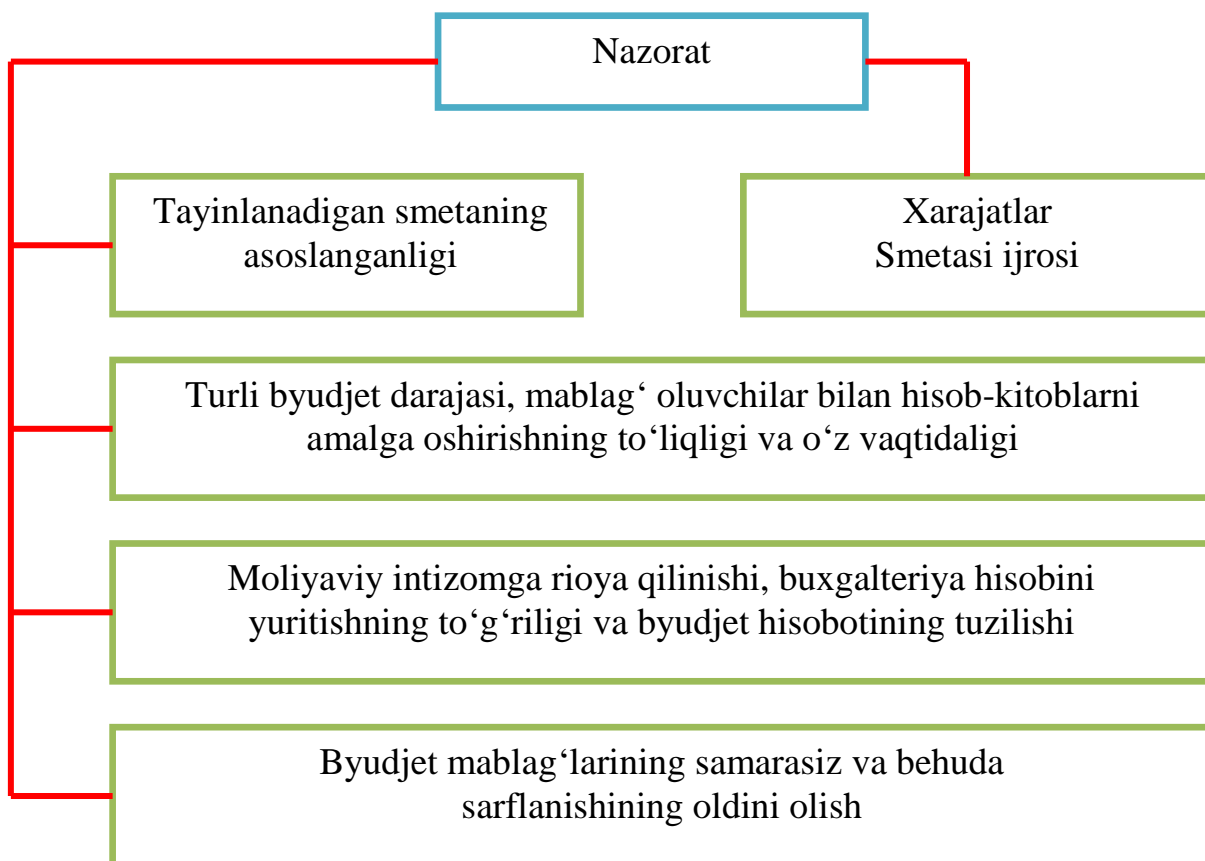 Nazorat
Tayinlanadigan smetaning
asoslanganligi
Xarajatlar
Smetasi ijrosi
Turli byudjet darajasi, mablag‘ oluvchilar bilan hisob-kitoblarni
amalga oshirishning to‘liqligi va o‘z vaqtidaligi
Moliyaviy intizomga rioya qilinishi, buxgalteriya hisobini
yuritishning to‘g‘riligi va byudjet hisobotining tuzilishi
Byudjet mablag‘larining samarasiz va behuda
sarflanishining oldini olish